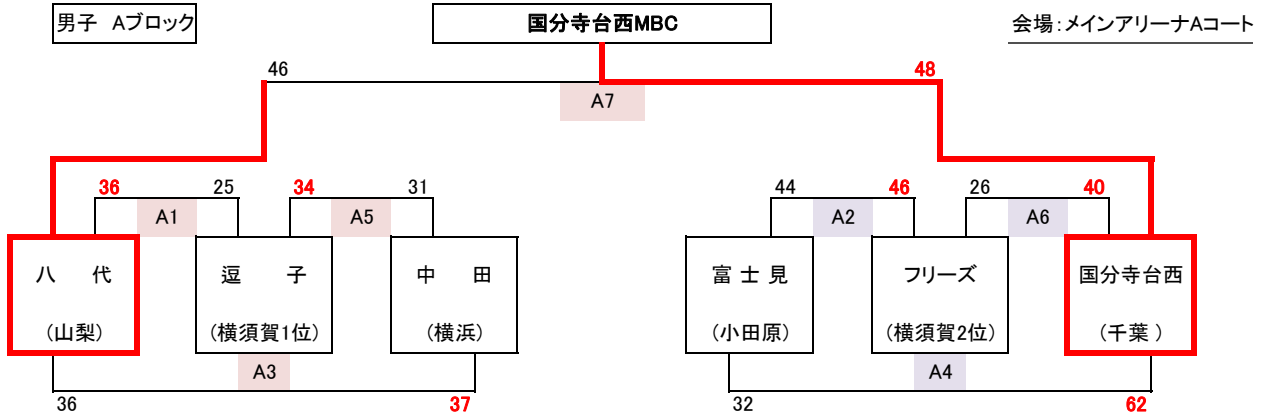 男子 Aブロック
国分寺台西MBC
会場:メインアリーナAコート
46
48
A7
36
25
34
31
44
46
26
40
A1
A5
A2
A6
八 代
逗 子
中 田
富 士 見
フリーズ
国分寺台西
(山梨)
(横須賀1位)
(横浜)
(小田原)
(横須賀2位)
(千葉 )
A3
A4
36
37
32
62